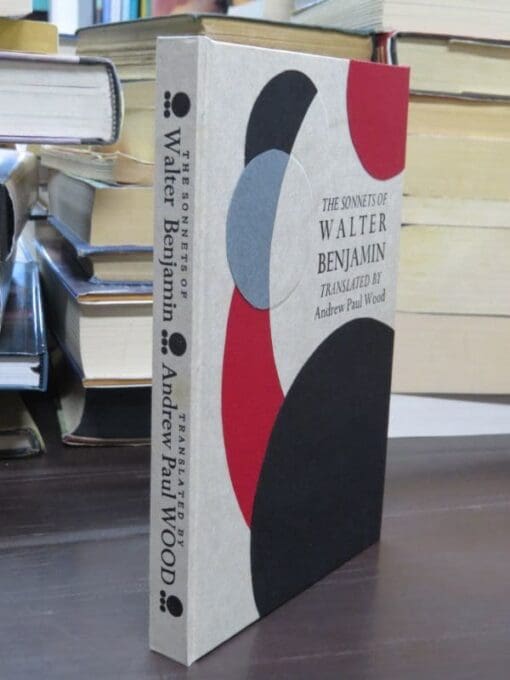 THE SONNETS OF
Walter Benjamin
TRANSLATED BY
Andrew Paul WOOD
THE SONNETS OF
WALTER
BENJAMIN
TRANSLATED BY
Andrew Paul Wood